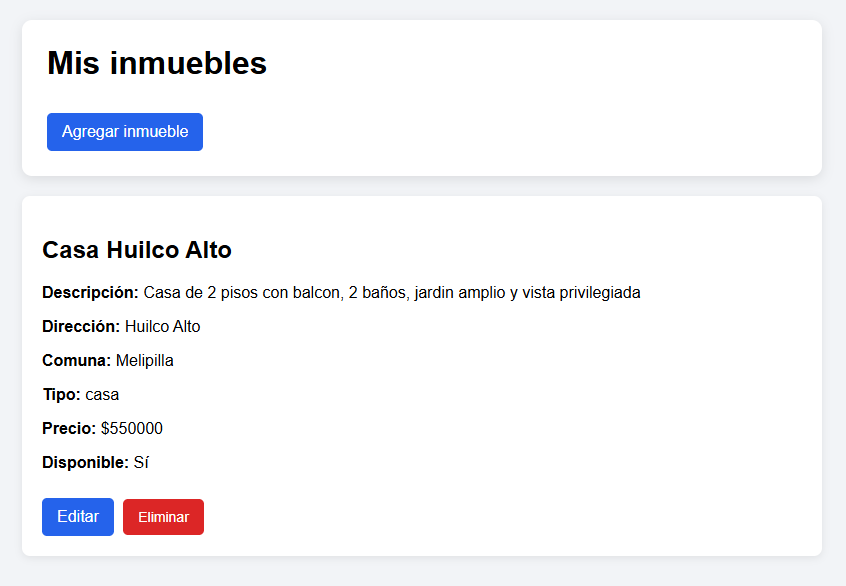 Mis inmuebles
Agregar inmueble
Casa Huilco Alto
Descripción: Casa de 2 pisos con balcon, 2 baños, jardin amplio y vista privilegiada
Dirección: Huilco Alto
Comuna: Melipilla
Tipo: casa
Precio: $550000
Disponible: Sí
Editar Eliminar